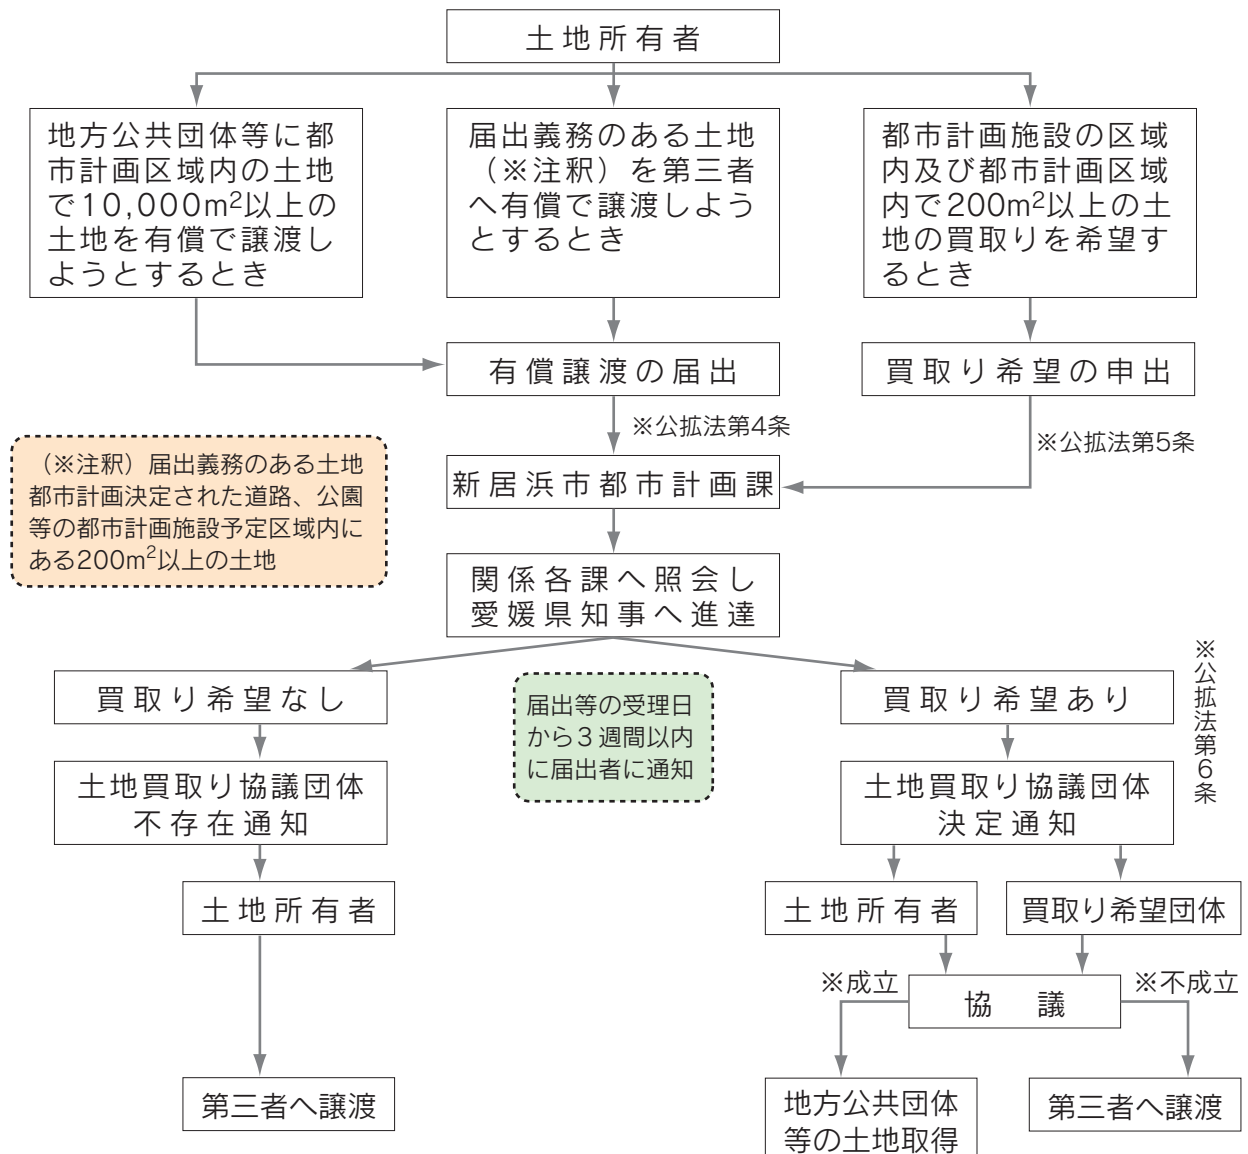 土地所有者
地方公共団体等に都
市計画区域内の土地
で10,000m²以上の
土地を有償で譲渡し
ようとするとき
届出義務のある土地
（※注釈）を第三者
へ有償で譲渡しよう
とするとき
都市計画施設の区域
内及び都市計画区域
内で200m²以上の土
地の買取りを希望す
るとき
有償譲渡の届出
買取り希望の申出
※公拡法第4条
※公拡法第5条
（※注釈）届出義務のある土地
都市計画決定された道路、公園
等の都市計画施設予定区域内に
ある200m²以上の土地
新居浜市都市計画課
関係各課へ照会し
愛媛県知事へ進達
買取り希望なし
届出等の受理日
から３週間以内
に届出者に通知
買取り希望あり
※公拡法第６条
土地買取り協議団体
不存在通知
土地買取り協議団体
決定通知
土地所有者
土地所有者
買取り希望団体
※成立
協　議
※不成立
第三者へ譲渡
地方公共団体
等の土地取得
第三者へ譲渡